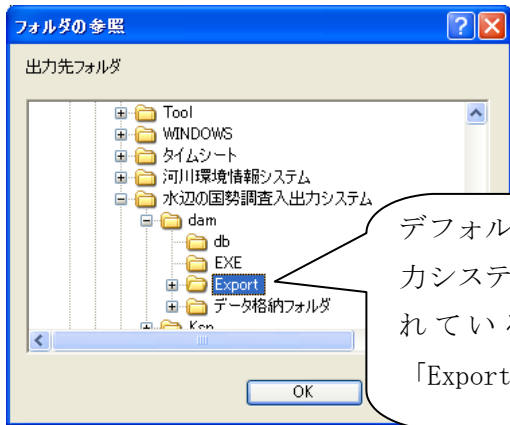 フォルダの参照
出力先フォルダ
Tool
WINDOWS
タイムシート
河川環境情報システム
水辺の国勢調査入出力システム
dam
db
EXE
Export
データ格納フォルダ
デフォル
力システ
れている
「Export
OK